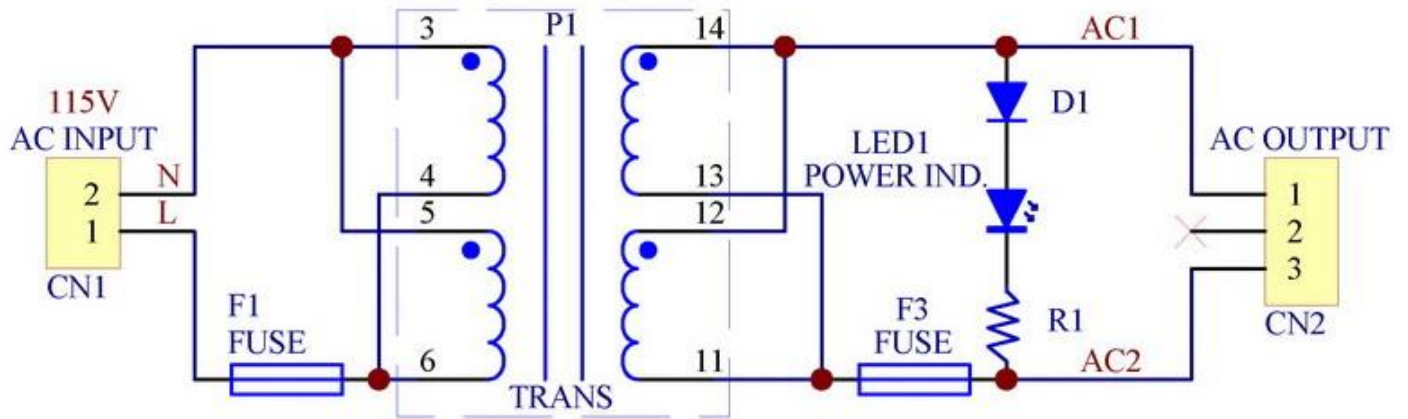 115V
AC INPUT
2
1
N
L
CN1
F1
FUSE
3
4
5
6
P1
TRANS
14
13
12
11
LED1
POWER IND.
D1
R1
F3
FUSE
AC1
AC2
AC OUTPUT
1
2
3
CN2